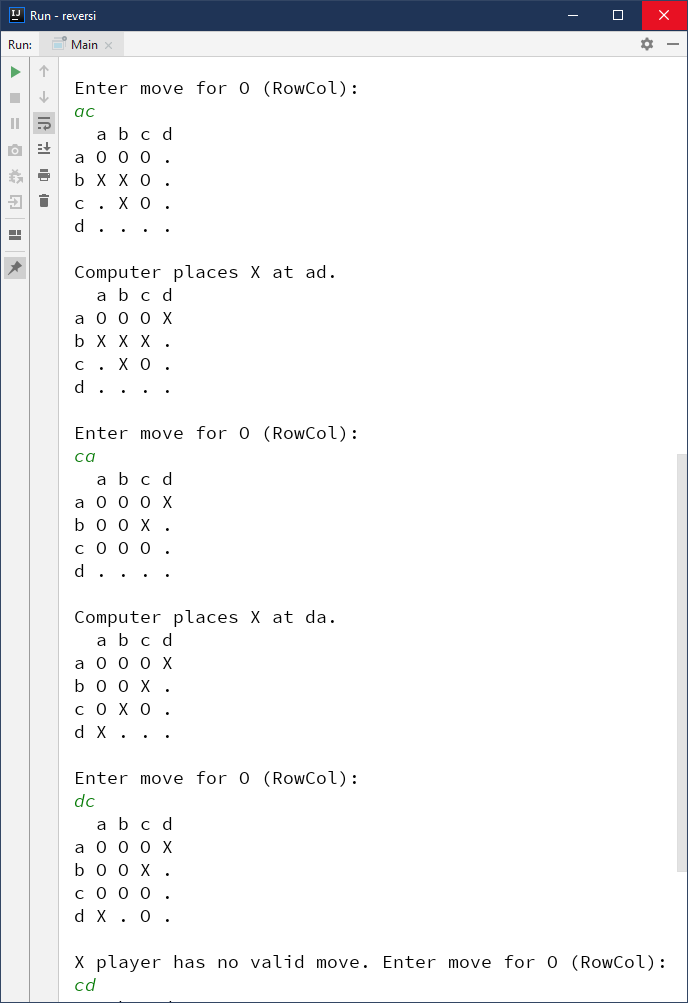 Run - reversi
Run: Main
Enter move for O (RowCol):
ac
a b c d
a O O O .
b X X O .
c . X O .
d . . . .
Computer places X at ad.
a b c d
a O O O X
b X X X .
c . X O .
d . . . .
Enter move for O (RowCol):
ca
a b c d
a O O O X
b O O X .
c O O O .
d . . . .
Computer places X at da.
a b c d
a O O O X
b O O X .
c O X O .
d X . . .
Enter move for O (RowCol):
dc
a b c d
a O O O X
b O O X .
c O O O .
d X . O .
X player has no valid move. Enter move for O (RowCol):
cd